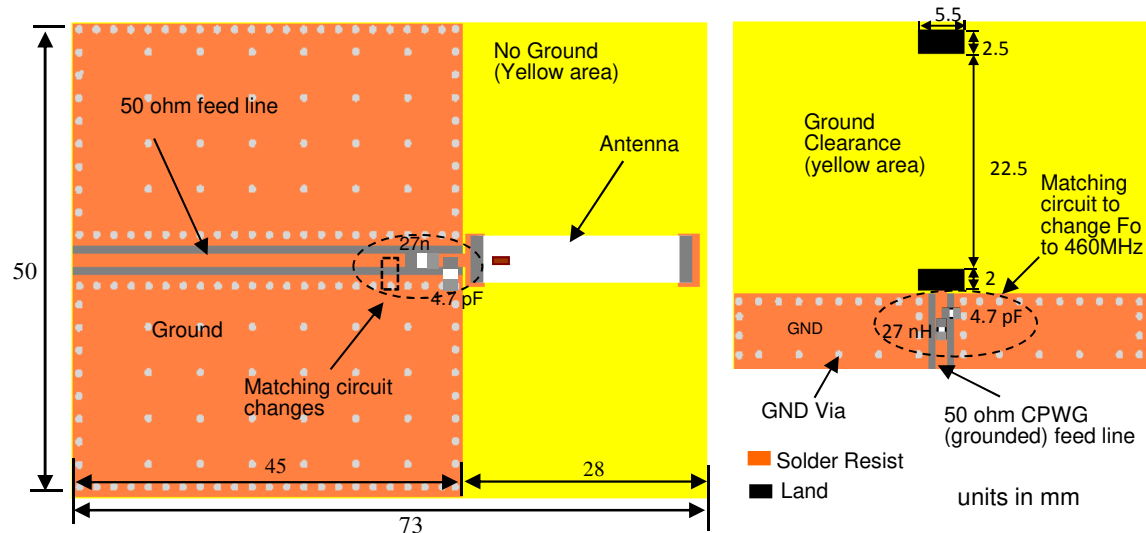 No Ground
(Yellow area)
50 ohm feed line
Antenna
27n
50
4.7 pF
Ground
Matching circuit
changes
45
28
73
5.5
2.5
Ground
Clearance
(yellow area)
22.5
Matching
circuit to
change Fo
to 460MHz
2
GND
27 nH
4.7 pF
GND Via
50 ohm CPWG
(grounded) feed line
Solder Resist
Land
units in mm